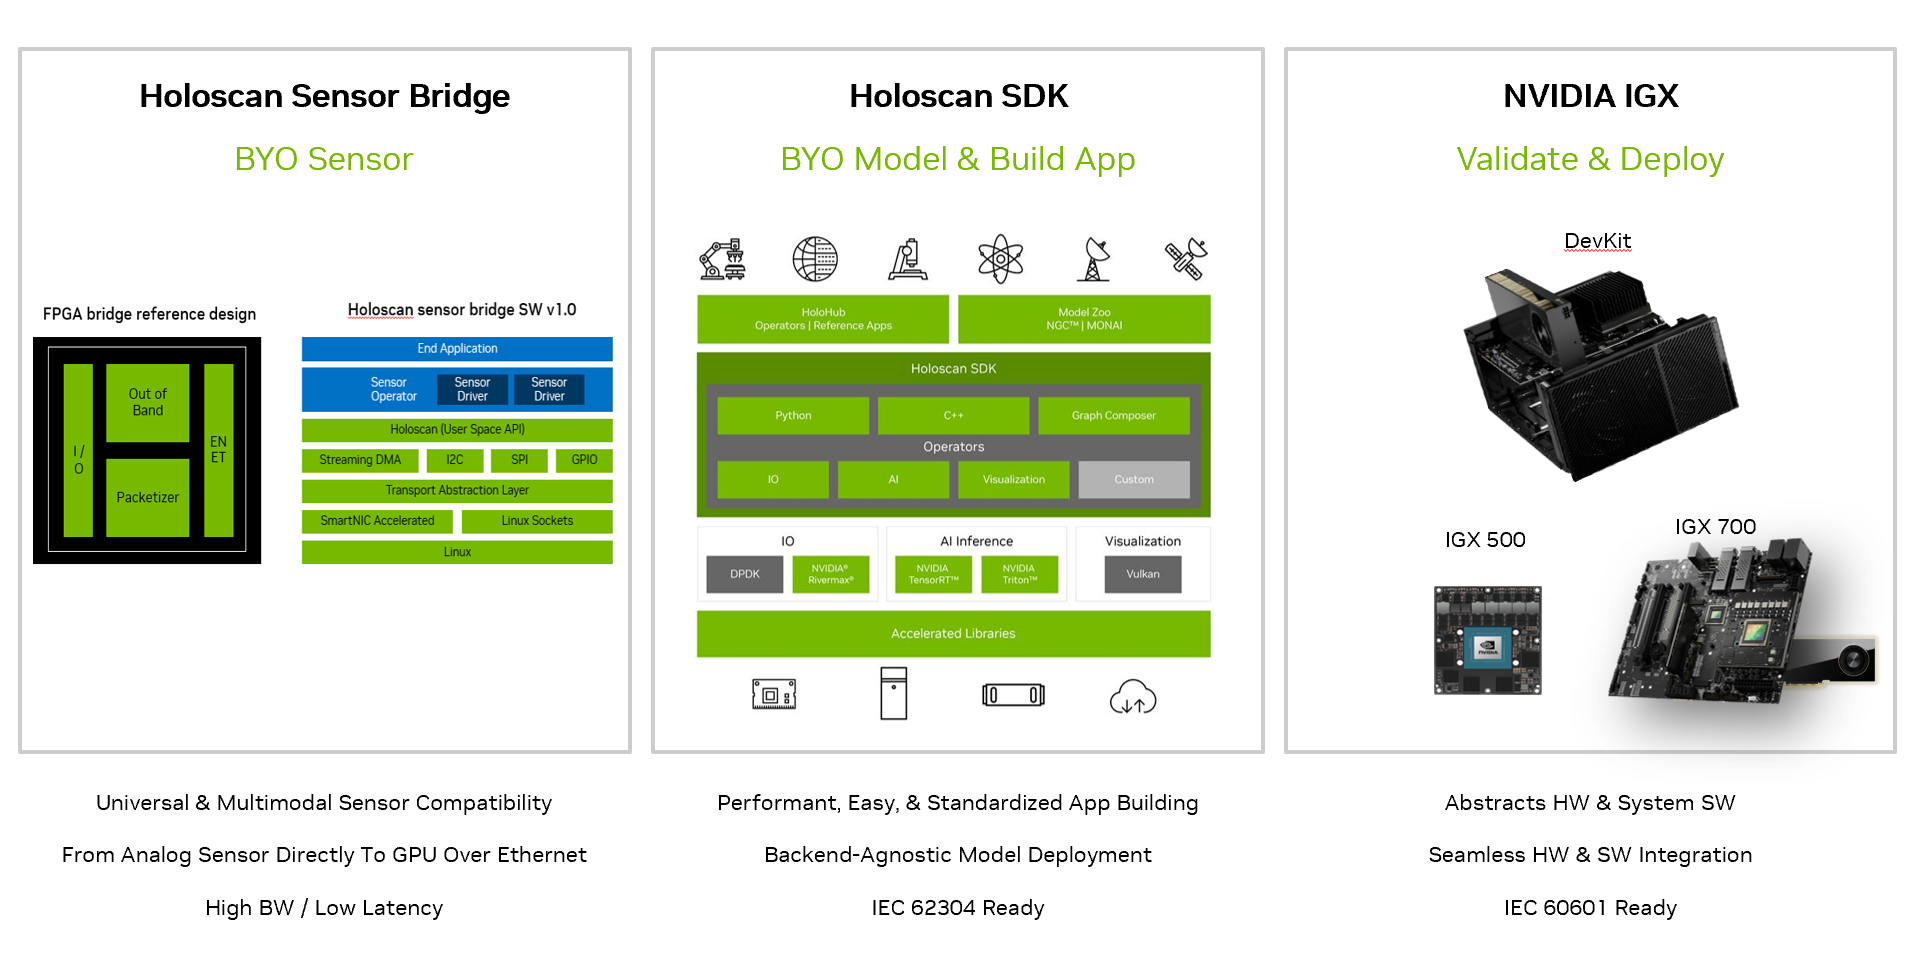 Holoscan Sensor Bridge
BYO Sensor
FPGA bridge reference design
I /
O
Out of
Band
Packetizer
EN
ET
Holoscan sensor bridge SW v1.0
End Application
Sensor
Operator
Sensor
Driver
Sensor
Driver
Holoscan (User Space API)
Streaming DMA
I2C
SPI
GPIO
Transport Abstraction Layer
SmartNIC Accelerated
Linux Sockets
Linux
Universal & Multimodal Sensor Compatibility
From Analog Sensor Directly To GPU Over Ethernet
High BW / Low Latency
Holoscan SDK
BYO Model & Build App
HoloHub
Operators | Reference Apps
Model Zoo
NGC™ | MONAI
Holoscan SDK
Python
C++
Graph Composer
Operators
IO
AI
Visualization
Custom
IO
DPDK
NVIDIA®
Rivermax®
AI Inference
NVIDIA
TensorRT™
NVIDIA
Triton™
Visualization
Vulkan
Accelerated Libraries
Performant, Easy, & Standardized App Building
Backend-Agnostic Model Deployment
IEC 62304 Ready
NVIDIA IGX
Validate & Deploy
DevKit
IGX 500
NVIDIA
IGX 700
Abstracts HW & System SW
Seamless HW & SW Integration
IEC 60601 Ready